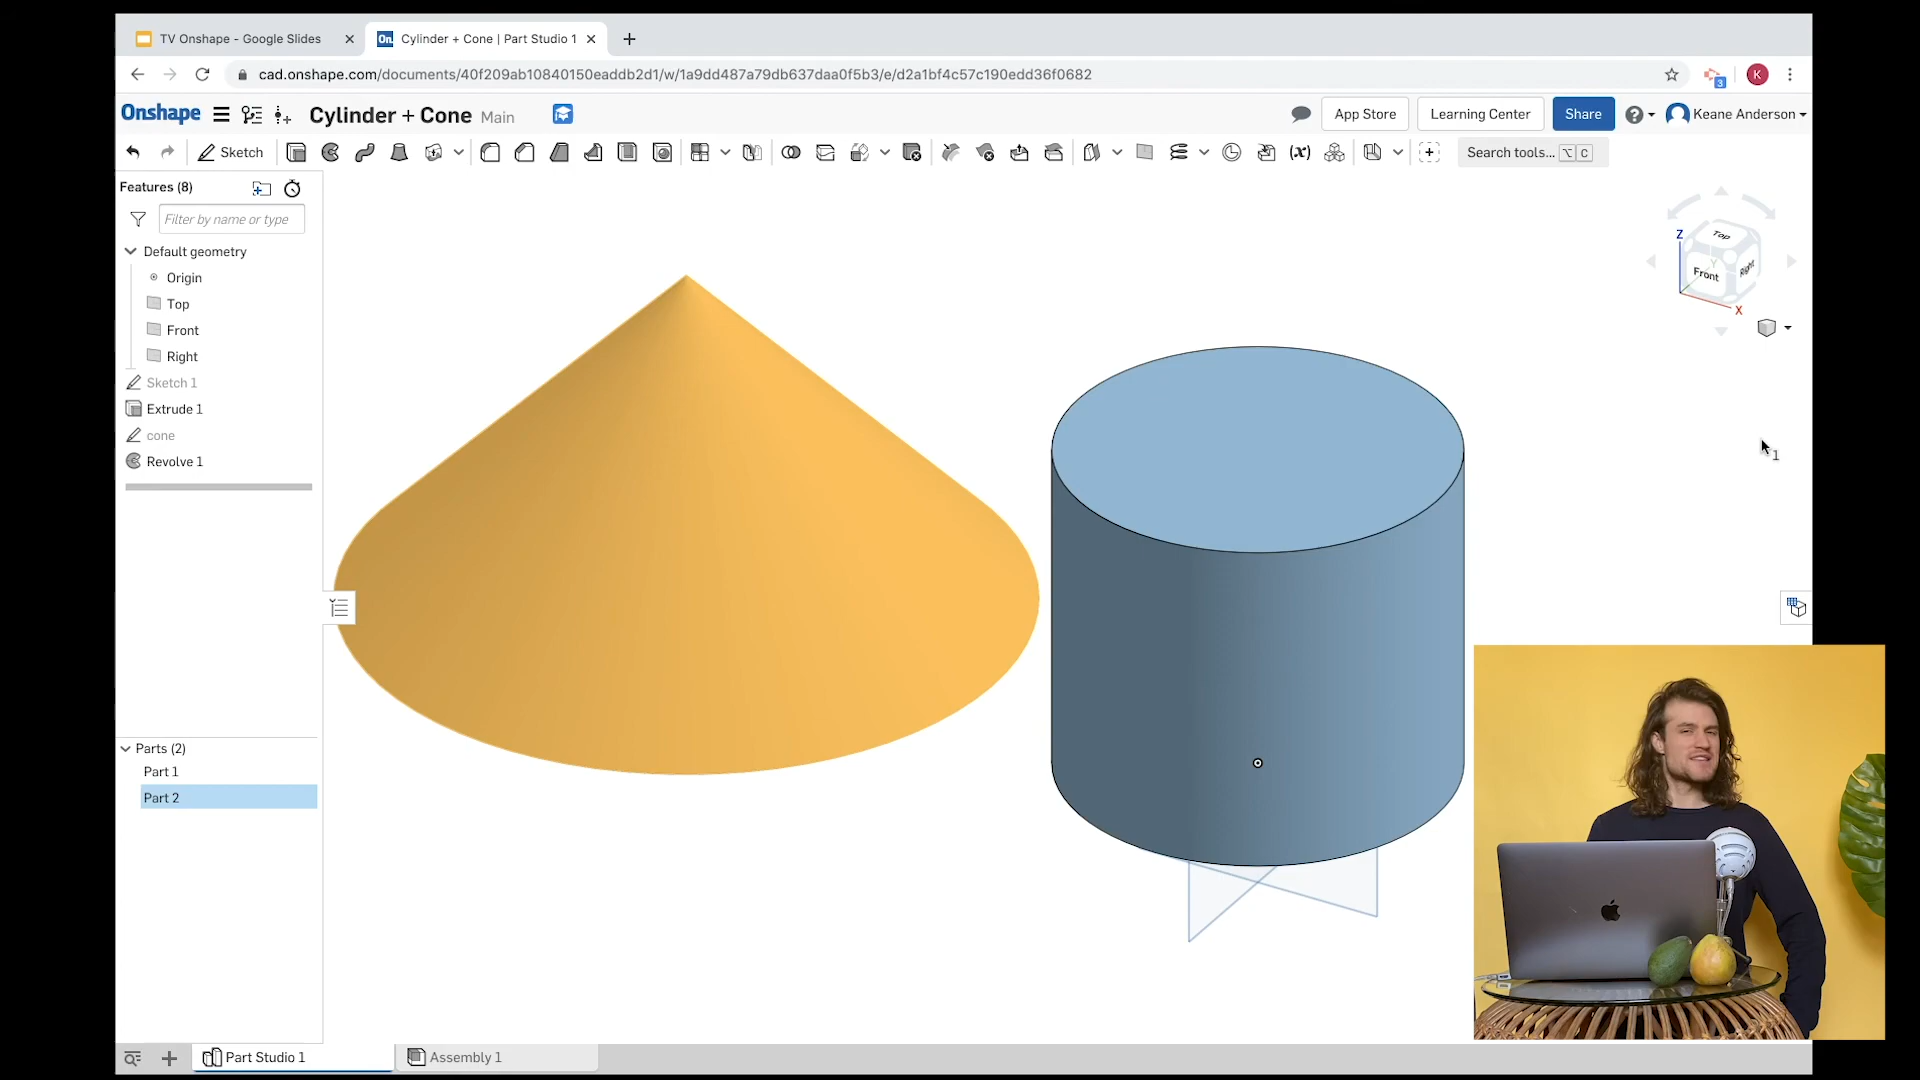 TV Onshape - Google Slides
On Cylinder + Cone | Part Studio 1
cad.onshape.com/documents/40f209ab10840150eaddb2d1/w/1a9dd487a79db637daa0f5b3/e/d2a1bf4c57c190edd36f0682
3
K
Onshape Cylinder + Cone Main
App Store Learning Center Share Keane Anderson
Sketch Search tools... ⌥ C
Features (8)
Filter by name or type
Default geometry
Origin
Top
Front
Right
Sketch 1
Extrude 1
cone
Revolve 1
Z Top
Y
Front Right
X
1
Parts (2)
Part 1
Part 2
Part Studio 1 Assembly 1